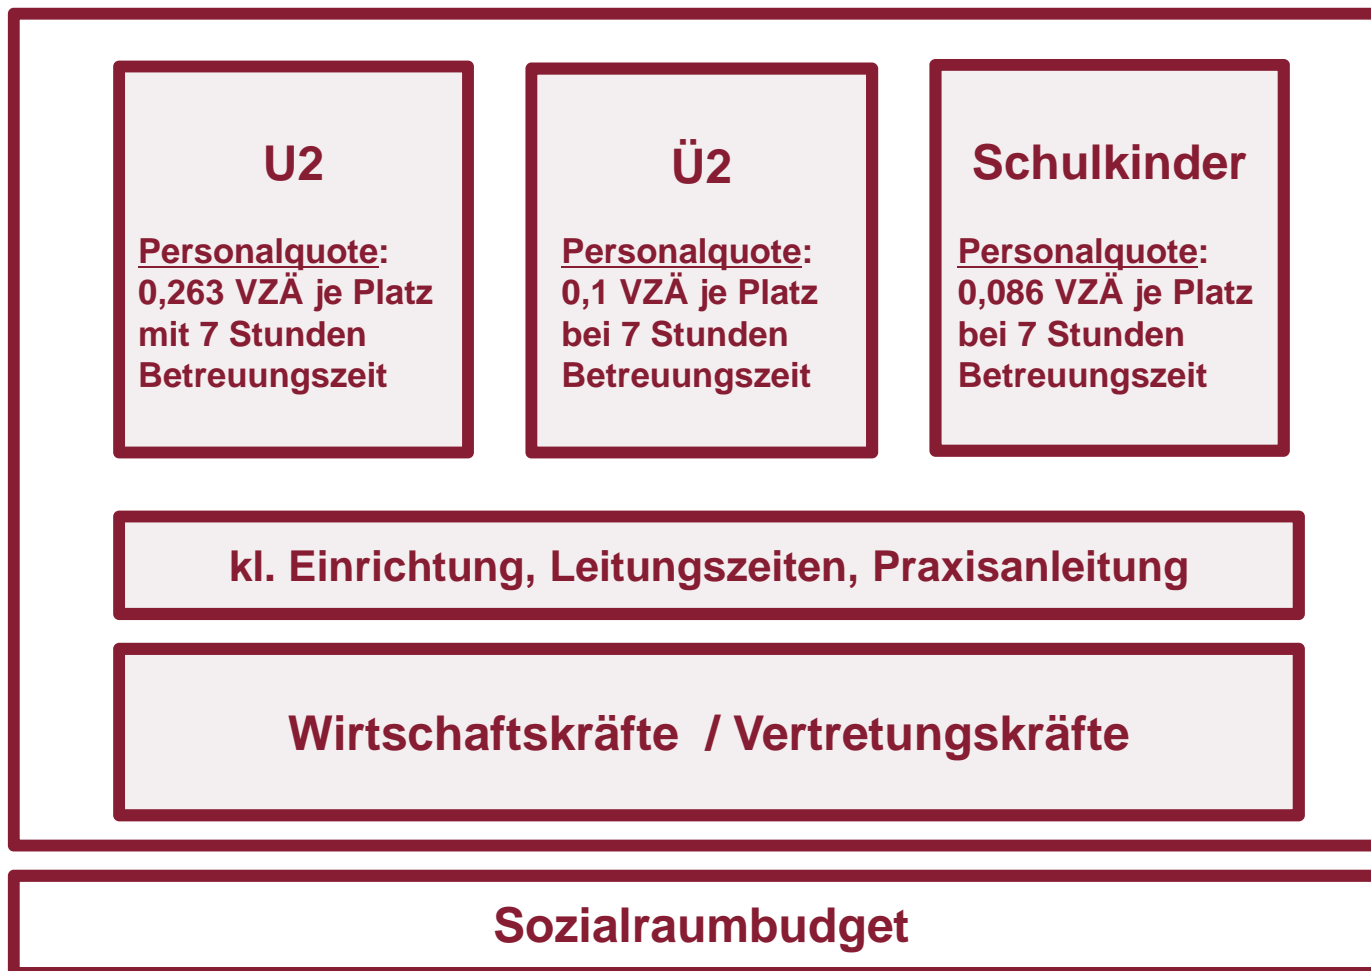 U2
Personalquote:
0,263 VZÄ je Platz
mit 7 Stunden
Betreuungszeit
Ü2
Personalquote:
0,1 VZÄ je Platz
bei 7 Stunden
Betreuungszeit
Schulkinder
Personalquote:
0,086 VZÄ je Platz
bei 7 Stunden
Betreuungszeit
kl. Einrichtung, Leitungszeiten, Praxisanleitung
Wirtschaftskräfte / Vertretungskräfte
Sozialraumbudget